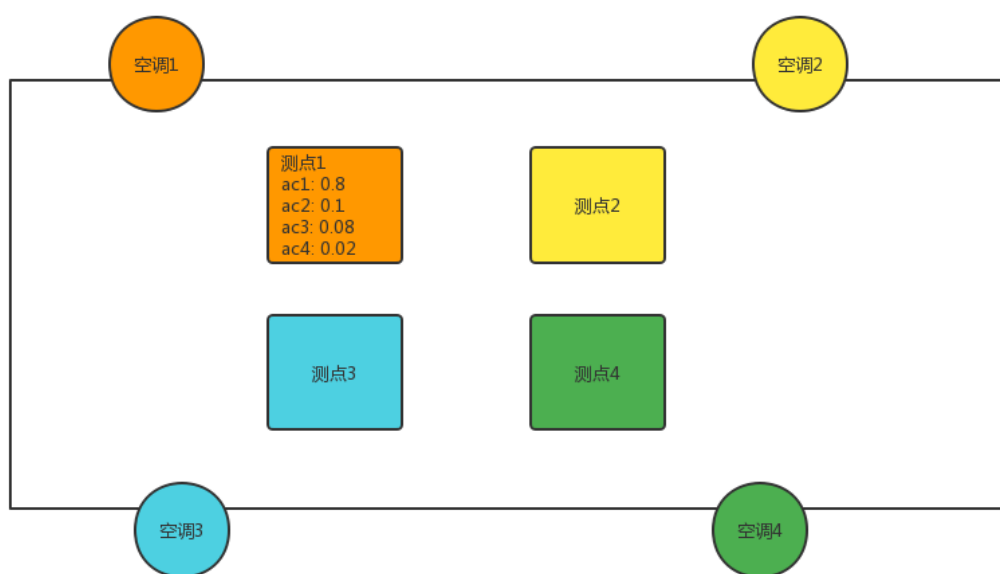 空调1
空调2
测点1
ac1: 0.8
ac2: 0.1
ac3: 0.08
ac4: 0.02
测点2
测点3
测点4
空调3
空调4